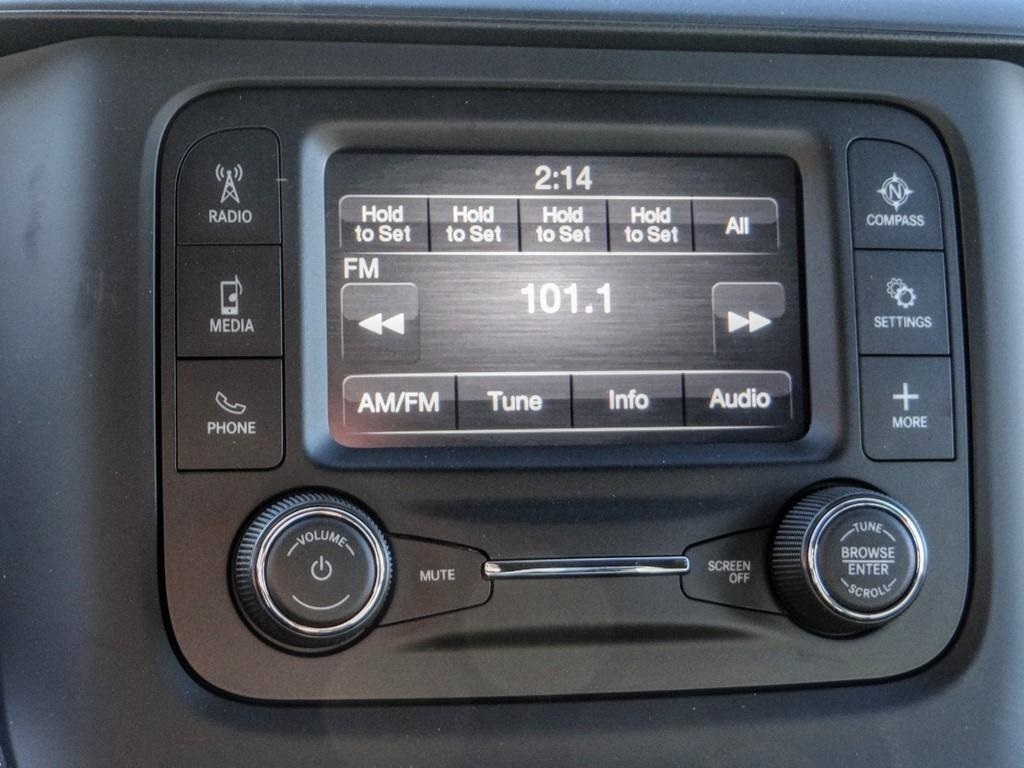 2:14
RADIO
Hold to Set
Hold to Set
Hold to Set
Hold to Set
All
N
COMPASS
FM
101.1
MEDIA
SETTINGS
AM/FM
Tune
Info
Audio
PHONE
MORE
VOLUME
MUTE
SCREEN
OFF
TUNE
BROWSE
ENTER
SCROLL